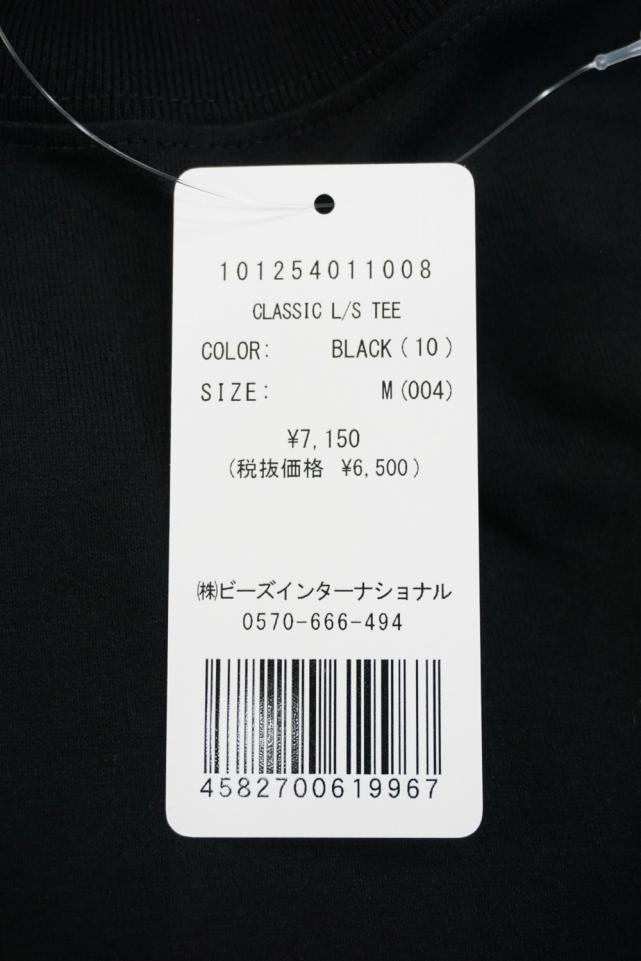 101254011008
CLASSIC L/S TEE
COLOR: BLACK(10)
SIZE: M(004)
¥7,150
(税抜価格 ¥6,500)
㈱ビーズインターナショナル
0570-666-494
4582700619967